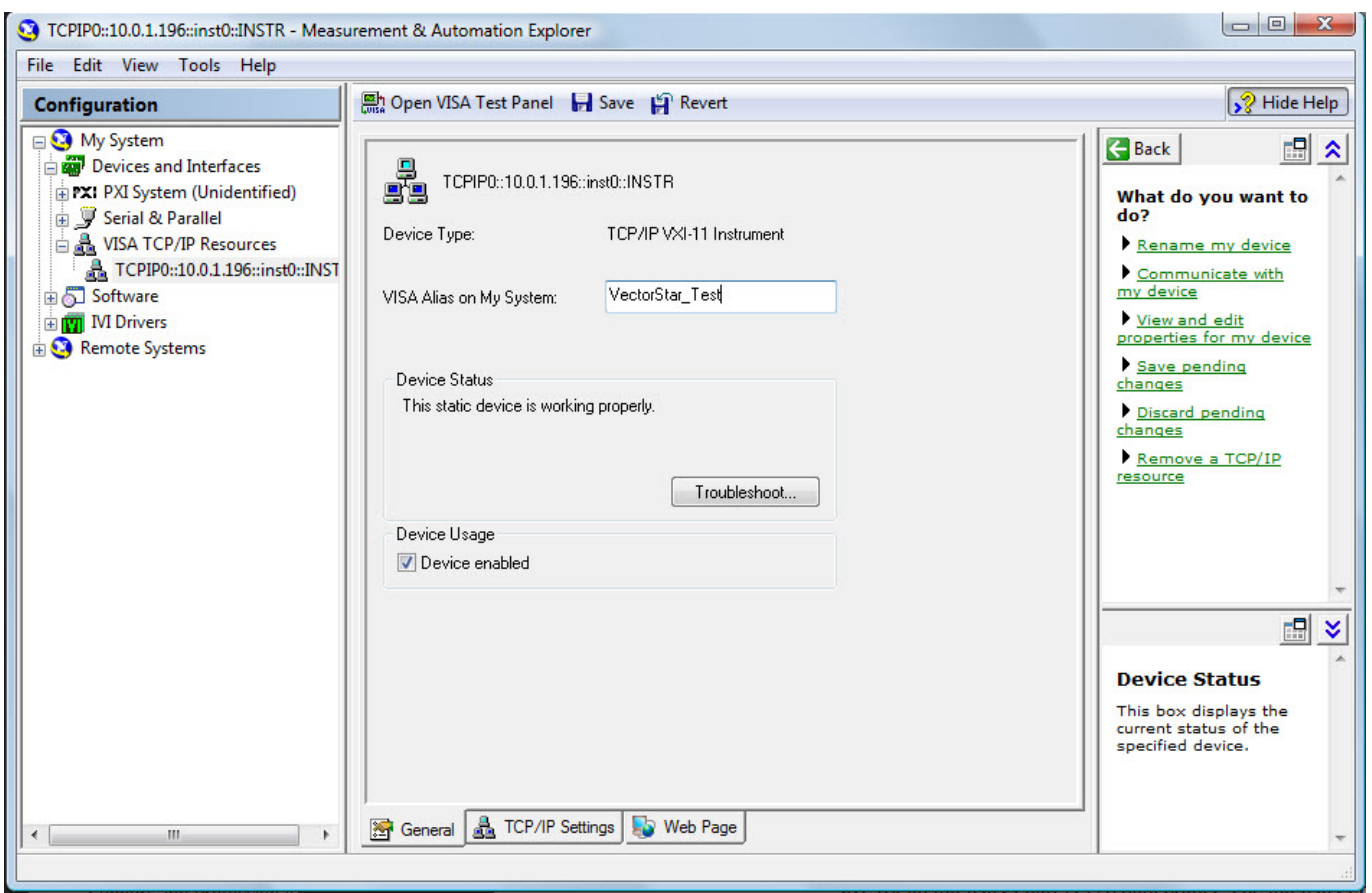 TCPIP0::10.0.1.196::inst0::INSTR - Measurement & Automation Explorer
File Edit View Tools Help
Configuration
My System
Devices and Interfaces
PXI PXI System (Unidentified)
Serial & Parallel
VISA TCP/IP Resources
TCPIP0::10.0.1.196::inst0::INST
Software
IVI Drivers
Remote Systems
VISA Open VISA Test Panel Save Revert
Hide Help
TCPIP0::10.0.1.196::inst0::INSTR
Device Type: TCP/IP VXI-11 Instrument
VISA Alias on My System: VectorStar_Test
Device Status
This static device is working properly.
Troubleshoot...
Device Usage
Device enabled
General TCP/IP Settings Web Page
Back
What do you want to
do?
Rename my device
Communicate with
my device
View and edit
properties for my device
Save pending
changes
Discard pending
changes
Remove a TCP/IP
resource
Device Status
This box displays the
current status of the
specified device.